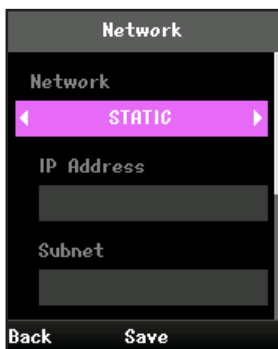 Network
Network
STATIC
IP Address
Subnet
Back Save